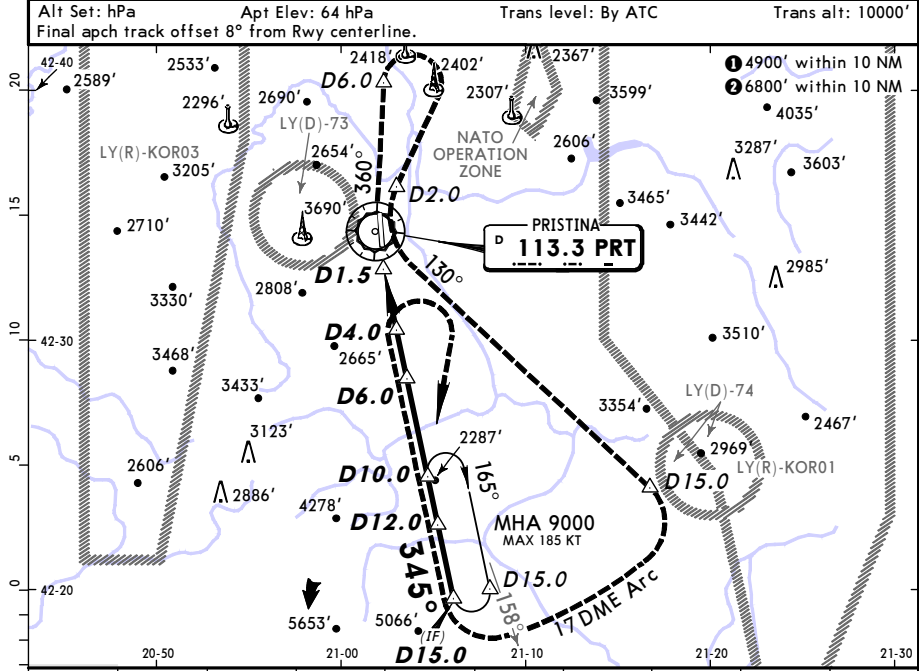 Alt Set: hPa Apt Elev: 64 hPa Trans level: By ATC Trans alt: 10000'
Final apch track offset 8° from Rwy centerline.
42-40
20
2589'
2533'
2418'
2402'
2367'
1 4900' within 10 NM
2 6800' within 10 NM
D6.0
2296'
2690'
2307'
3599'
4035'
LY(D)-73
NATO
OPERATION
ZONE
2606'
3287'
LY(R)-KOR03
3205'
2654'
360°
3603'
D2.0
15
3465'
2710'
3690'
3442'
PRISTINA
D 113.3 PRT
D1.5
130°
2985'
3330'
2808'
10
42-30
D4.0
3510'
2665'
3468'
D6.0
3433'
LY(D)-74
3354'
2467'
3123'
2287'
2969'
5
LY(R)-KOR01
2606'
D10.0
165°
D15.0
2886'
4278'
D12.0
MHA 9000
MAX 185 KT
345°
0
42-20
D15.0
158°
17 DME Arc
5653'
5066'
(IF)
D15.0
20-50
21-00
21-10
21-20
21-30